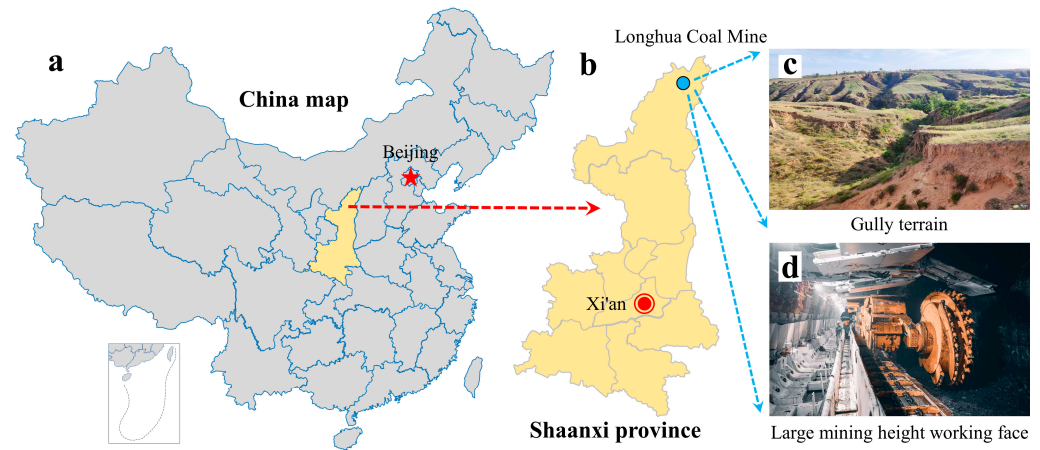 a
China map
Beijing
b
Longhua Coal Mine
Xi'an
Shaanxi province
c
Gully terrain
d
Large mining height working face